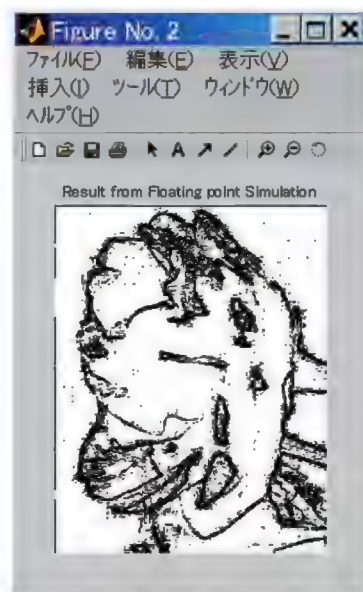 Figure No. 2
ファイル(F) 編集(E) 表示(V)
挿入(I) ツール(T) ウィンドウ(W)
ヘルプ(H)
A
Result from Floating point Simulation